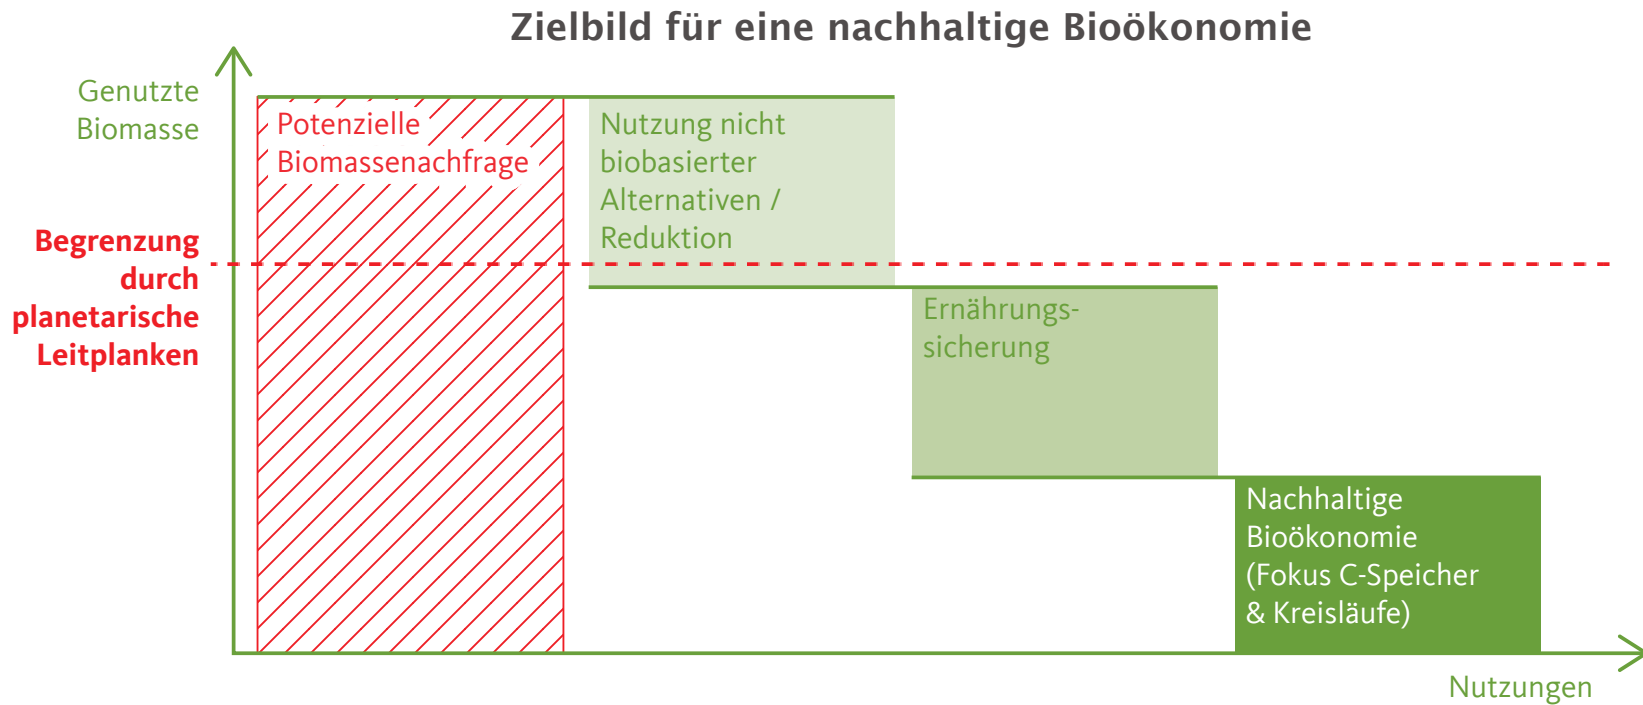 Zielbild für eine nachhaltige Bioökonomie
Genutzte
Biomasse
Potenzielle
Biomassenachfrage
Nutzung nicht
biobasierter
Alternativen /
Reduktion
Begrenzung
durch
planetarische
Leitplanken
Ernährungs-
sicherung
Nachhaltige
Bioökonomie
(Fokus C-Speicher
& Kreisläufe)
Nutzungen